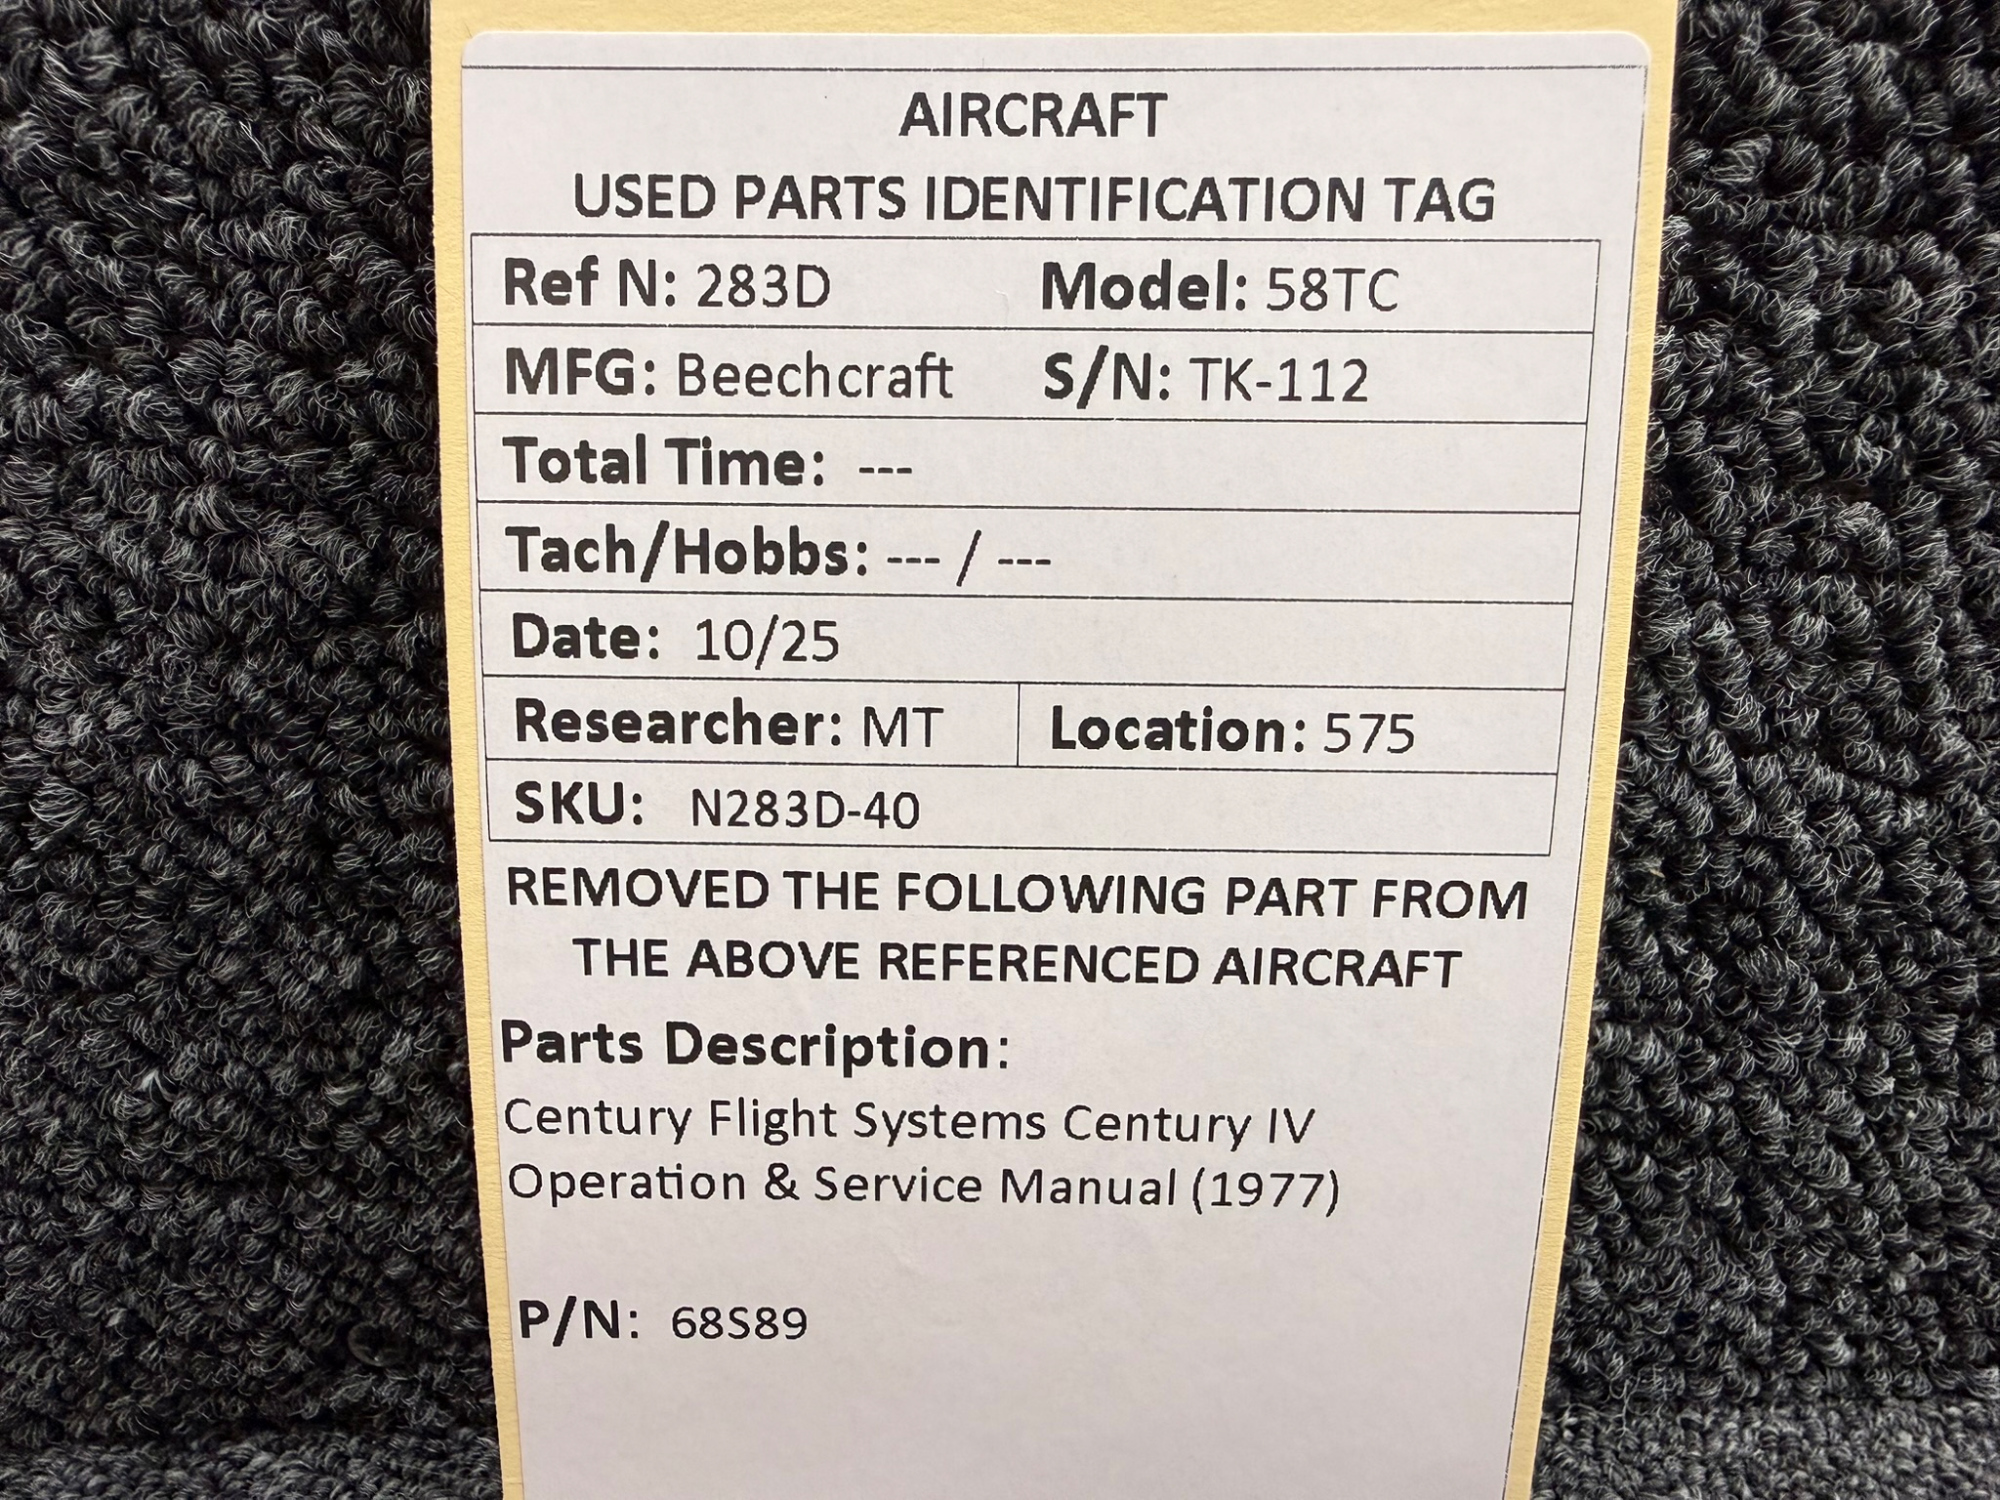 AIRCRAFT
USED PARTS IDENTIFICATION TAG
Ref N: 283D Model: 58TC
MFG: Beechcraft S/N: TK-112
Total Time: ---
Tach/Hobbs: --- / ---
Date: 10/25
Researcher: MT Location: 575
SKU: N283D-40
REMOVED THE FOLLOWING PART FROM
THE ABOVE REFERENCED AIRCRAFT
Parts Description:
Century Flight Systems Century IV
Operation & Service Manual (1977)
P/N: 68S89